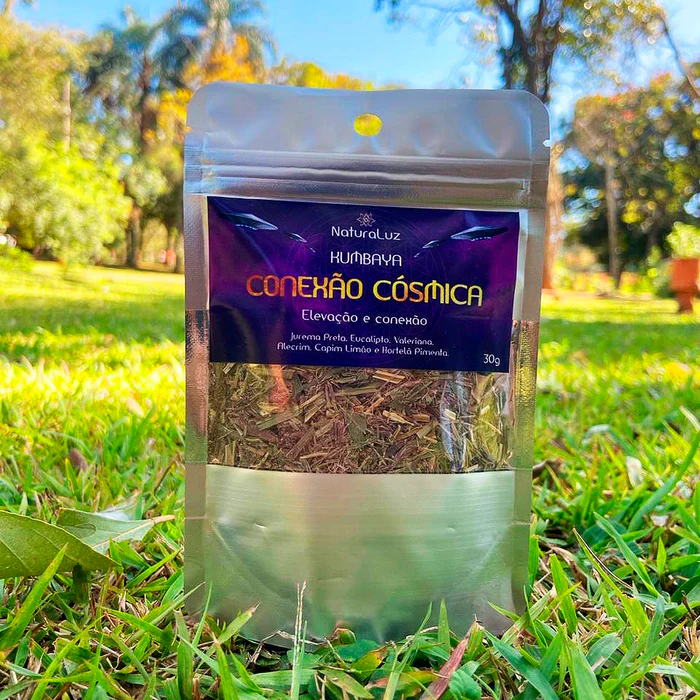 NaturaLuz
KUMBAYA
CONEXÃO CÓSMICA
Elevação e conexão
Jurema Preta, Eucalipto, Valeriana,
Alecrim, Capim Limão e Hortelã Pimenta.
30g